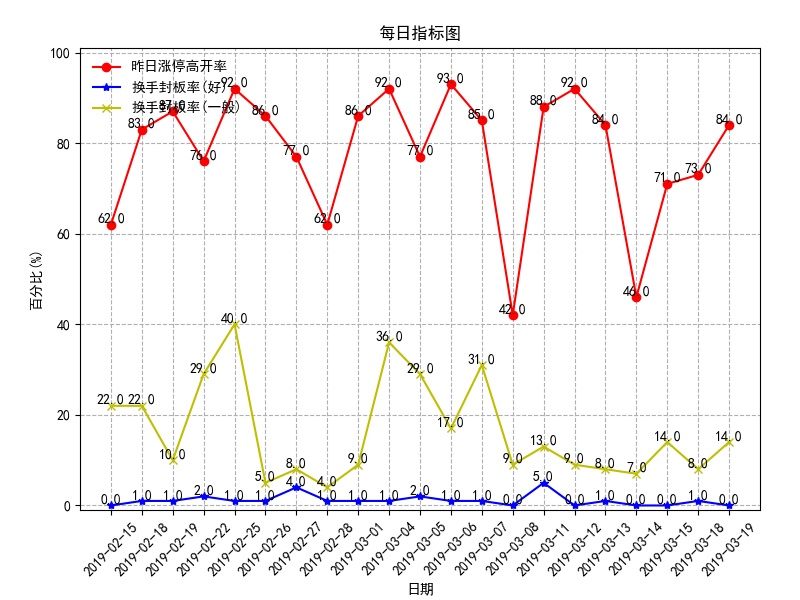 每日指标图
昨日涨停高开率
换手封板率(好)
换手封板率(一般)
百分比(%)
100
80
60
40
20
0
62.0 83.0 87.0 76.0 92.0 86.0 77.0 62.0 86.0 92.0 77.0 93.0 85.0 42.0 88.0 92.0 84.0 46.0 71.0 73.0 84.0
22.0 22.0 10.0 29.0 40.0 5.0 8.0 4.0 9.0 36.0 29.0 17.0 31.0 9.0 13.0 9.0 8.0 7.0 14.0 8.0 14.0
0.0 1.0 1.0 2.0 1.0 1.0 4.0 1.0 1.0 1.0 2.0 1.0 1.0 0.0 5.0 0.0 1.0 0.0 0.0 1.0 0.0
2019-02-15 2019-02-18 2019-02-19 2019-02-22 2019-02-25 2019-02-26 2019-02-27 2019-02-28 2019-03-01 2019-03-04 2019-03-05 2019-03-06 2019-03-07 2019-03-08 2019-03-11 2019-03-12 2019-03-13 2019-03-14 2019-03-15 2019-03-18 2019-03-19
日期